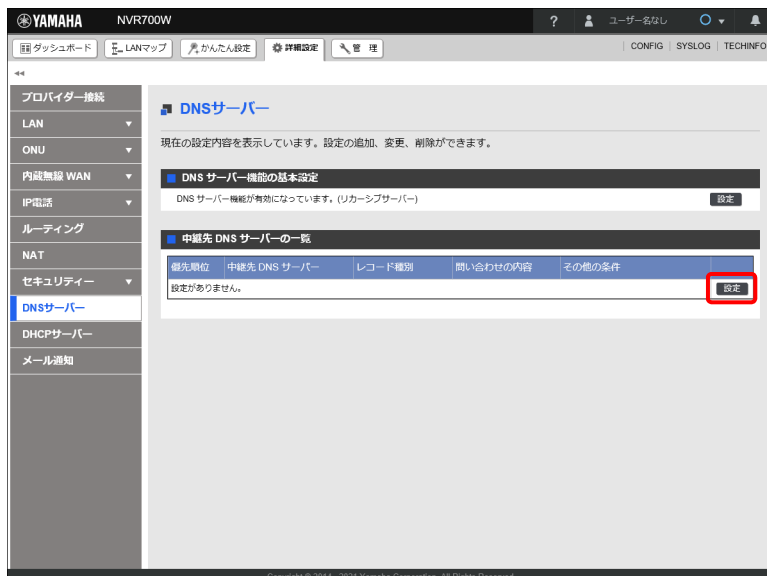 YAMAHA NVR700W ? ユーザー名なし
ダッシュボード LANマップ かんたん設定 詳細設定 管 理 CONFIG SYSLOG TECHINFO
プロバイダー接続
LAN
ONU
内蔵無線 WAN
IP電話
ルーティング
NAT
セキュリティー
DNSサーバー
DHCPサーバー
メール通知
DNSサーバー
現在の設定内容を表示しています。設定の追加、変更、削除ができます。
DNS サーバー機能の基本設定
DNS サーバー機能が有効になっています。(リカーシブサーバー) 設定
中継先 DNS サーバーの一覧
優先順位 中継先 DNS サーバー レコード種別 問い合わせの内容 その他の条件
設定がありません。 設定
Copyright © 2014 - 2024 Yamaha Corporation. All Rights Reserved.